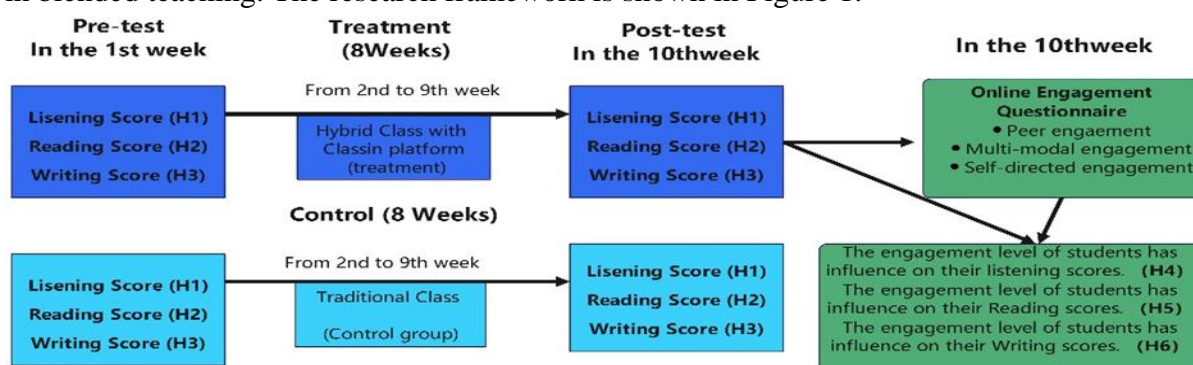 in blended teaching. The research framework is shown in Figure 1.
Pre-test
In the 1st week
Treatment
(8Weeks)
Post-test
In the 10thweek
In the 10thweek
Lisening Score (H1)
Reading Score (H2)
Writing Score (H3)
From 2nd to 9th week
Hybrid Class with
Classin platform
(treatment)
Lisening Score (H1)
Reading Score (H2)
Writing Score (H3)
Online Engagement
Questionnaire
• Peer engaement
• Multi-modal engagement
• Self-directed engagement
Control (8 Weeks)
Lisening Score (H1)
Reading Score (H2)
Writing Score (H3)
From 2nd to 9th week
Traditional Class
(Control group)
Lisening Score (H1)
Reading Score (H2)
Writing Score (H3)
The engagement level of students has
influence on their listening scores. (H4)
The engagement level of students has
influence on their Reading scores. (H5)
The engagement level of students has
influence on their Writing scores. (H6)